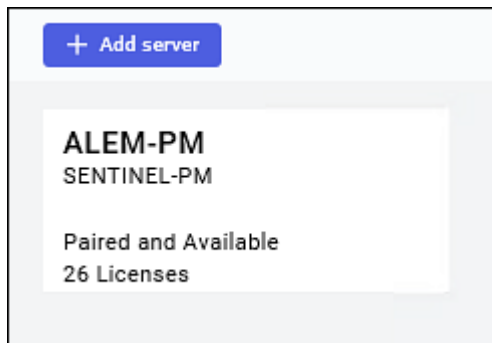 + Add server
ALEM-PM
SENTINEL-PM
Paired and Available
26 Licenses